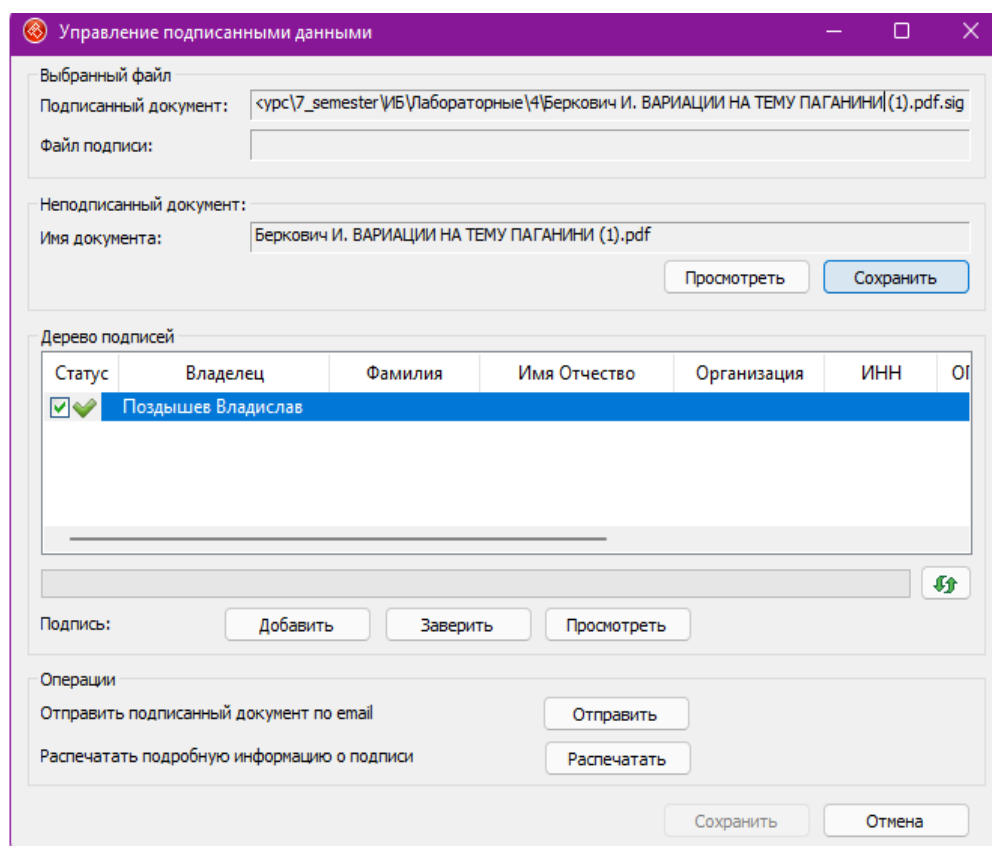 Управление подписанными данными
Выбранный файл
Подписанный документ: <урс\7_semester\ИБ\Лабораторные\4\Беркович И. ВАРИАЦИИ НА ТЕМУ ПАГАНИНИ (1).pdf.sig
Файл подписи:
Неподписанный документ:
Имя документа: Беркович И. ВАРИАЦИИ НА ТЕМУ ПАГАНИНИ (1).pdf
Просмотреть Сохранить
Дерево подписей
Статус Владелец Фамилия Имя Отчество Организация ИНН
Поздышев Владислав
Подпись: Добавить Заверить Просмотреть
Операции
Отправить подписанный документ по email Отправить
Распечатать подробную информацию о подписи Распечатать
Сохранить Отмена